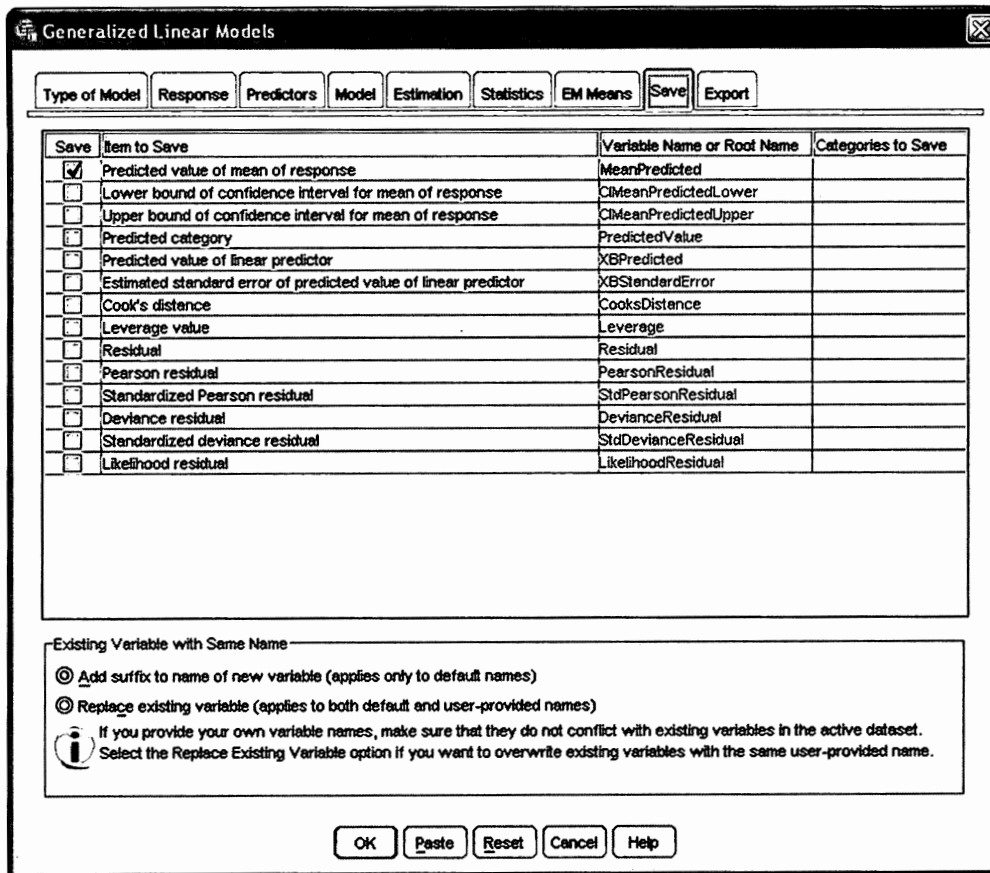 Generalized Linear Models
Type of Model Response Predictors Model Estimation Statistics EM Means Save Export
Save Item to Save Variable Name or Root Name Categories to Save
Predicted value of mean of response MeanPredicted
Lower bound of confidence interval for mean of response CIMeanPredictedLower
Upper bound of confidence interval for mean of response CIMeanPredictedUpper
Predicted category PredictedValue
Predicted value of linear predictor XBPredicted
Estimated standard error of predicted value of linear predictor XBStandardError
Cook's distance CooksDistance
Leverage value Leverage
Residual Residual
Pearson residual PearsonResidual
Standardized Pearson residual StdPearsonResidual
Deviance residual DevianceResidual
Standardized deviance residual StdDevianceResidual
Likelihood residual LikelihoodResidual
Existing Variable with Same Name
Add suffix to name of new variable (applies only to default names)
Replace existing variable (applies to both default and user-provided names)
If you provide your own variable names, make sure that they do not conflict with existing variables in the active dataset.
Select the Replace Existing Variable option if you want to overwrite existing variables with the same user-provided name.
OK Paste Reset Cancel Help